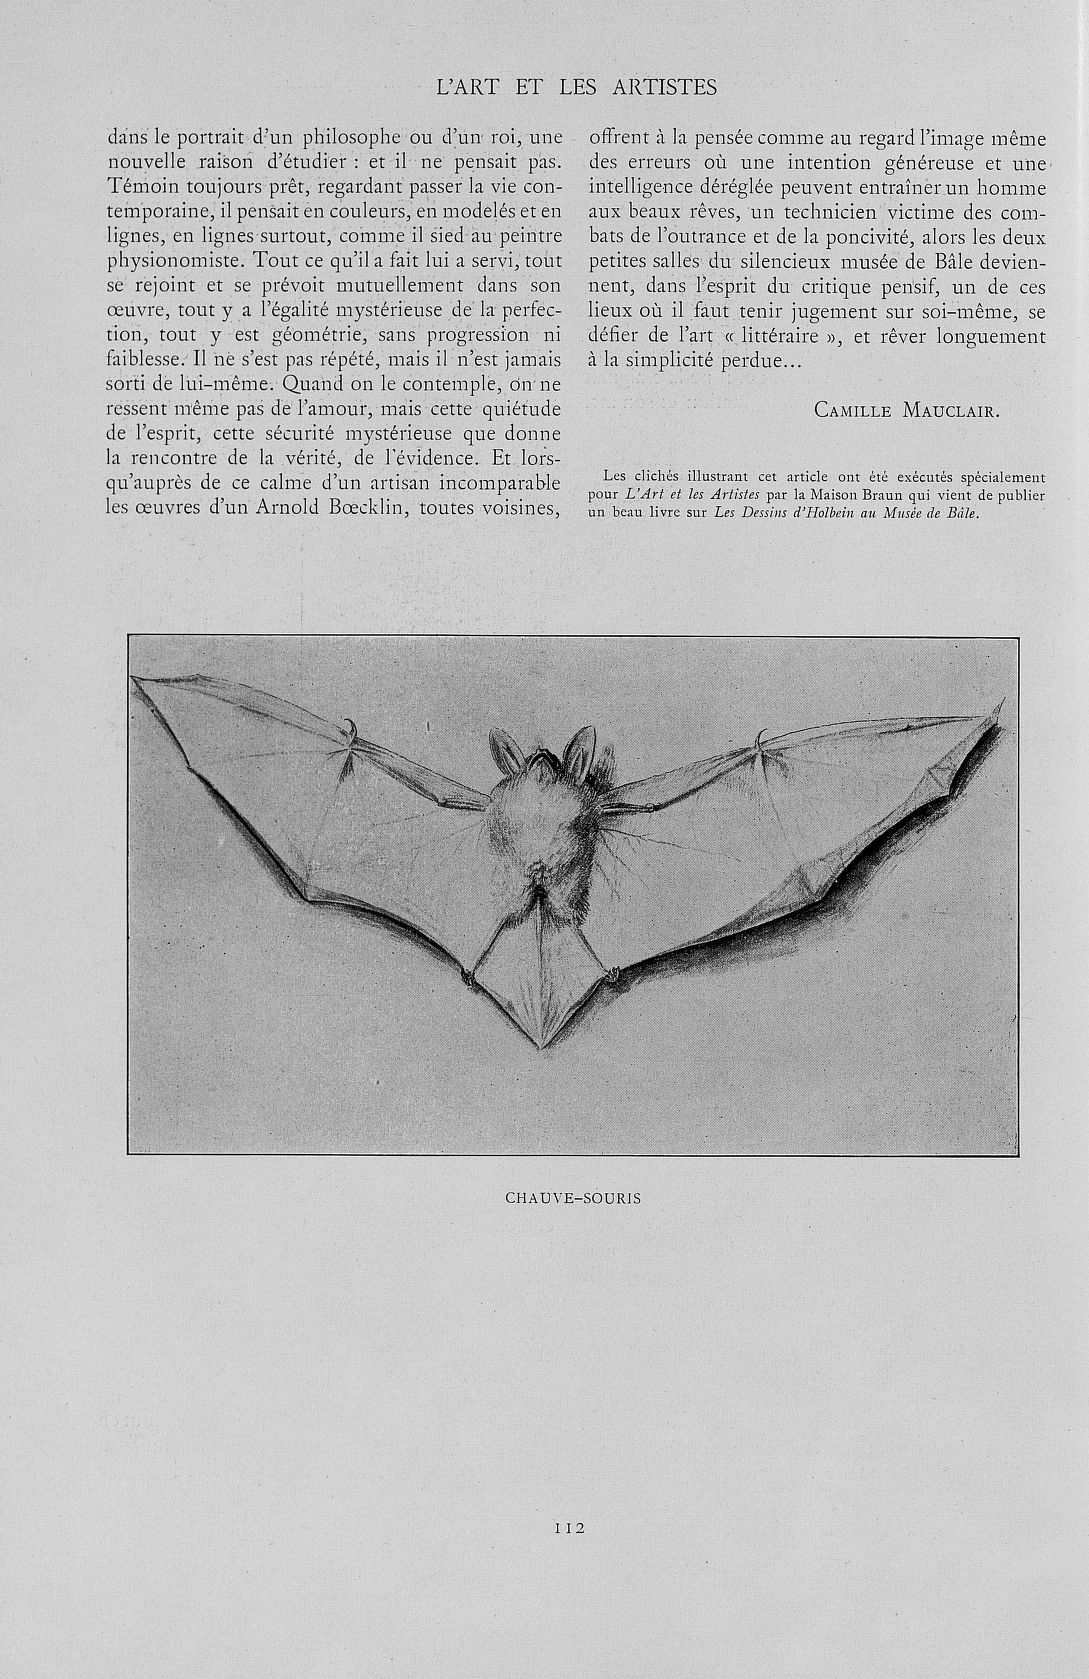 L'ART ET LES ARTISTES
dans le portrait d'un philosophe ou d'un roi, une
nouvelle raison d'étudier : et il ne pensait pas.
Témoin toujours prêt, regardant passer la vie con-
temporaine, il pensait en couleurs, en modelés et en
lignes, en lignes surtout, comme il sied au peintre
physionomiste. Tout ce qu'il a fait lui a servi, tout
se rejoint et se prévoit mutuellement dans son
œuvre, tout y a l'égalité mystérieuse de la perfec-
tion, tout y est géométrie, sans progression ni
faiblesse. Il ne s'est pas répété, mais il n'est jamais
sorti de lui-même. Quand on le contemple, on ne
ressent même pas de l'amour, mais cette quiétude
de l'esprit, cette sécurité mystérieuse que donne
la rencontre de la vérité, de l'évidence. Et lors-
qu'auprès de ce calme d'un artisan incomparable
les œuvres d'un Arnold Bœcklin, toutes voisines,
offrent à la pensée comme au regard l'image même
des erreurs où une intention généreuse et une
intelligence déréglée peuvent entraîner un homme
aux beaux rêves, un technicien victime des com-
bats de l'outrance et de la poncivité, alors les deux
petites salles du silencieux musée de Bâle devien-
nent, dans l'esprit du critique pensif, un de ces
lieux où il faut tenir jugement sur soi-même, se
défier de l'art « littéraire », et rêver longuement
à la simplicité perdue...
CAMILLE MAUCLAIR.
Les clichés illustrant cet article ont été exécutés spécialement
pour L'Art et les Artistes par la Maison Braun qui vient de publier
un beau livre sur Les Dessins d'Holbein au Musée de Bâle.
CHAUVE-SOURIS
112